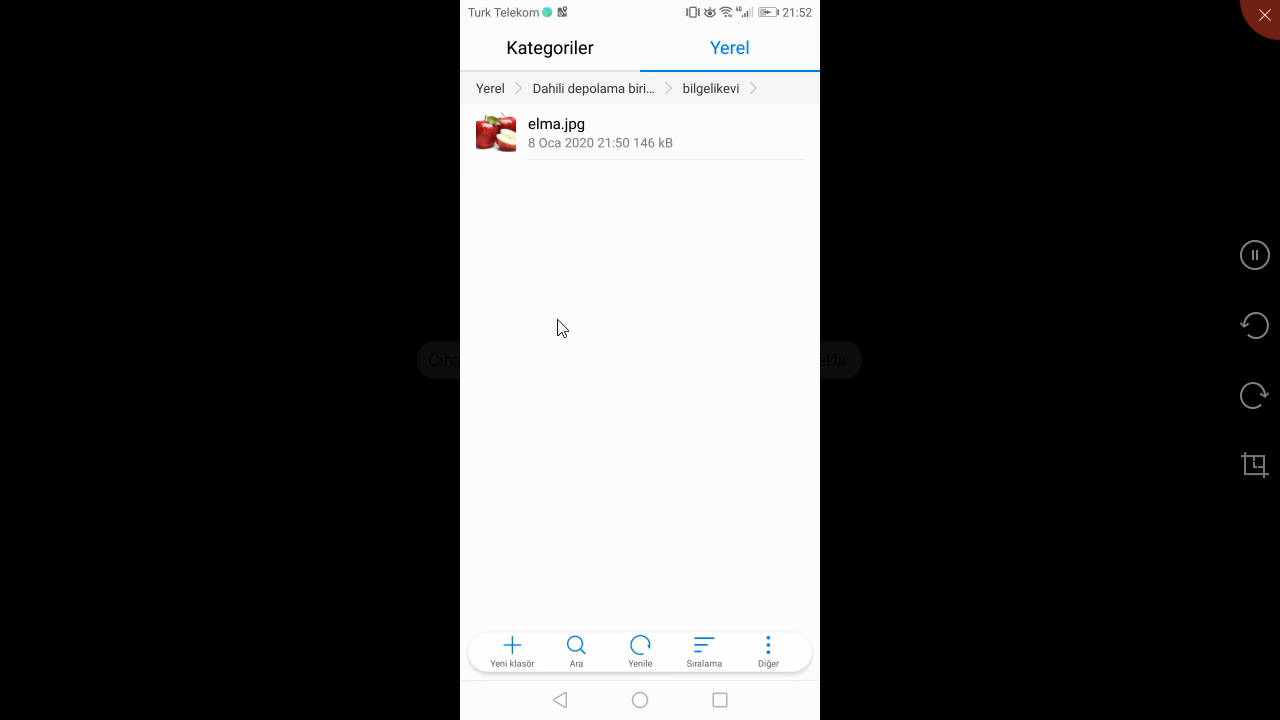 Turk Telekom 21:52
Kategoriler Yerel
Yerel Dahili depolama biri... bilgelikevi
elma.jpg
8 Oca 2020 21:50 146 kB
Yeni klasör Ara Yenile Sıralama Diğer